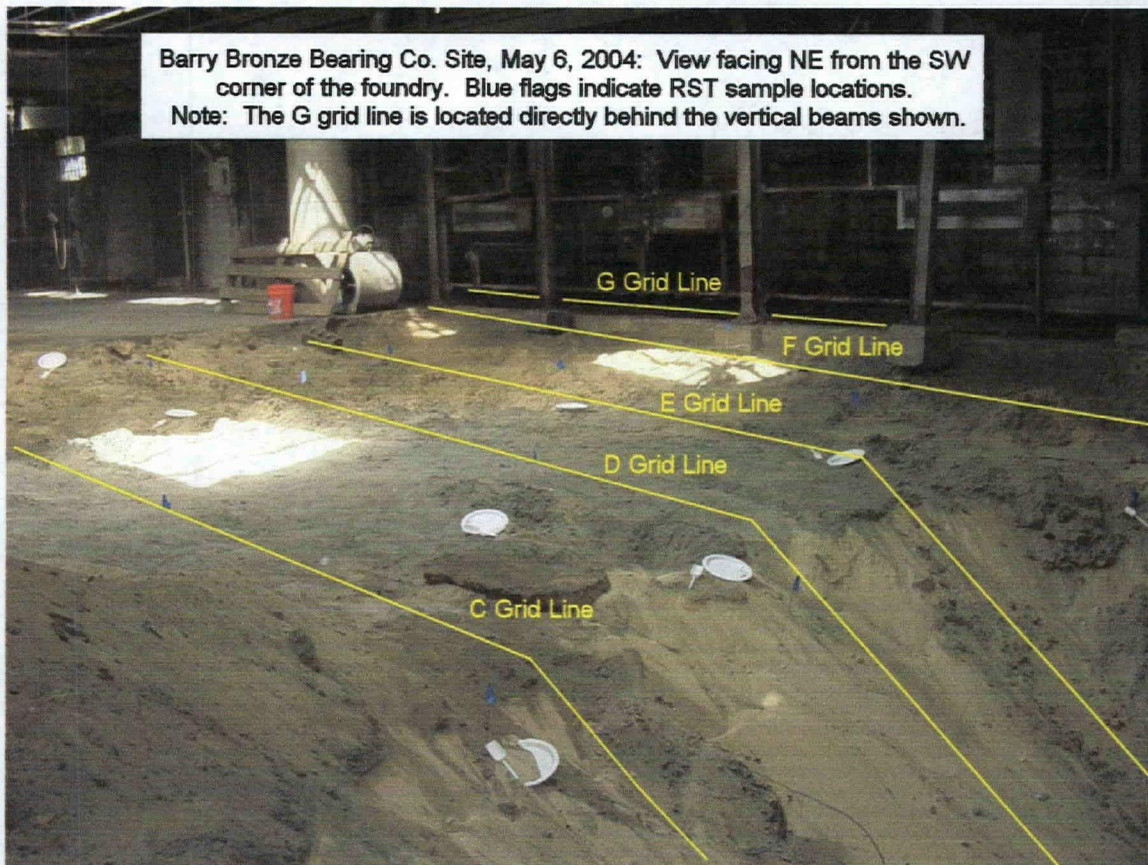 Barry Bronze Bearing Co. Site, May 6, 2004: View facing NE from the SW
corner of the foundry. Blue flags indicate RST sample locations.
Note: The G grid line is located directly behind the vertical beams shown.
G Grid Line
F Grid Line
E Grid Line
D Grid Line
C Grid Line